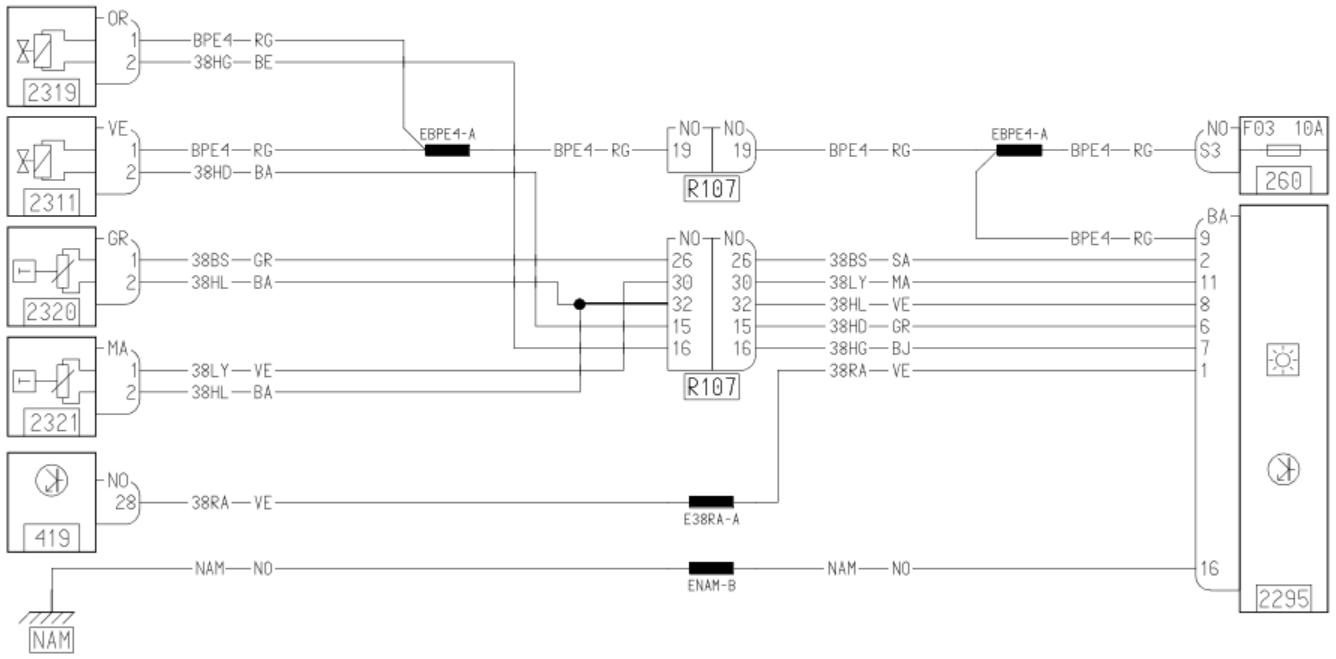 OR
1 BPE4 RG
2 38HG BE
2319
VE EBPE4-A NO NO EBPE4-A NO F03 10A
1 BPE4 RG BPE4 RG 19 19 BPE4 RG BPE4 RG S3
2 38HD BA R107 260
2311
BA
GR NO NO BPE4 RG 9
1 38BS GR 26 26 38BS SA 2
2 38HL BA 30 30 38LY MA 11
2320 32 32 38HL VE 8
15 15 38HD GR 6
MA 16 16 38HG BJ 7
1 38LY VE 38RA VE 1
2 38HL BA R107
2321
NO
28 38RA VE
E38RA-A
419
NAM NO NAM NO 16
ENAM-B
2295
NAM